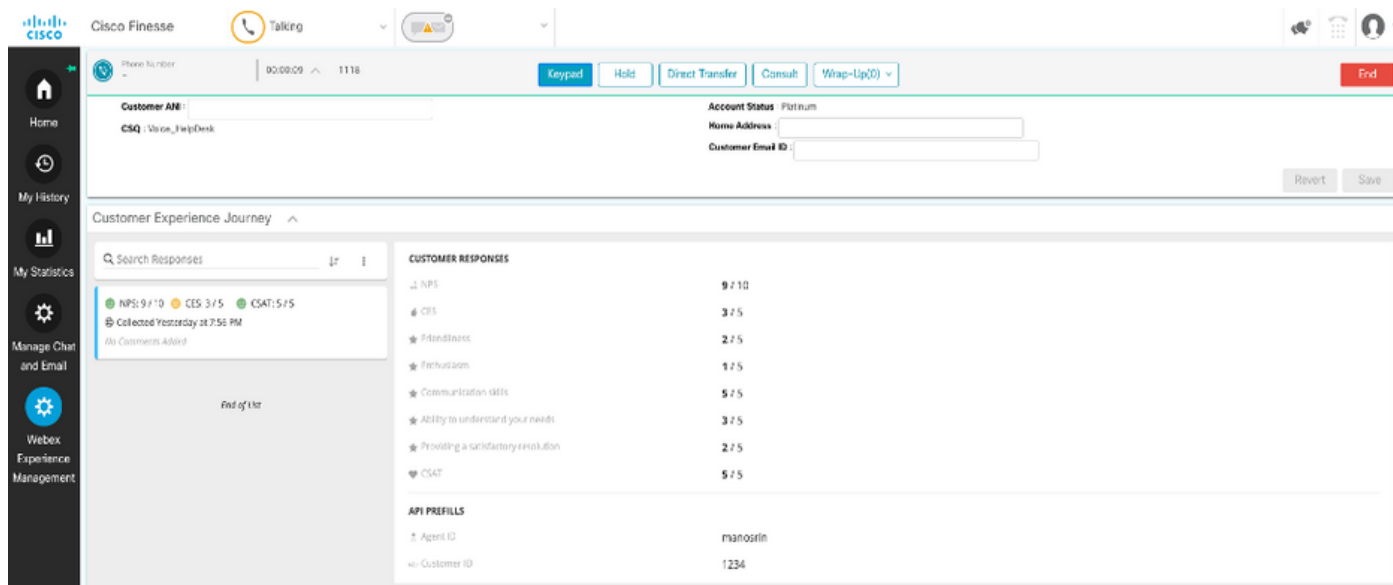 CISCO
Cisco Finesse
Talking
Phone Number
-
00:00:09
1118
Keypad
Hold
Direct Transfer
Consult
Wrap-Up(0)
End
Home
My History
My Statistics
Manage Chat
and Email
Webex
Experience
Management
Customer ANI :
CSQ : Voice_HelpDesk
Account Status : Platinum
Home Address :
Customer Email ID :
Revert
Save
Customer Experience Journey
Search Responses
NPS: 9 / 10 CES: 3 / 5 CSAT: 5 / 5
Collected Yesterday at 7:56 PM
No Comments Added
End of List
CUSTOMER RESPONSES
NPS 9 / 10
CES 3 / 5
Friendliness 2 / 5
Enthusiasm 1 / 5
Communication skills 5 / 5
Ability to understand your needs 3 / 5
Providing a satisfactory resolution 2 / 5
CSAT 5 / 5
API PREFILLS
Agent ID manosrin
Customer ID 1234